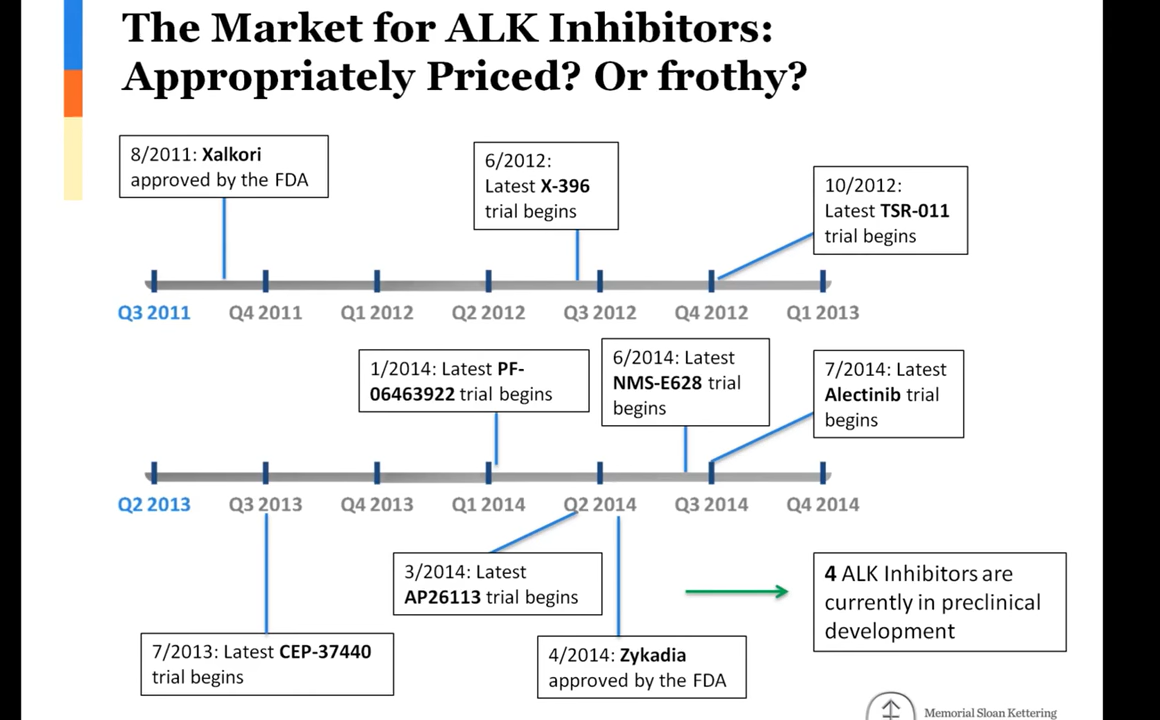 The Market for ALK Inhibitors:
Appropriately Priced? Or frothy?
8/2011: Xalkori
approved by the FDA
6/2012:
Latest X-396
trial begins
10/2012:
Latest TSR-011
trial begins
Q3 2011
Q4 2011
Q1 2012
Q2 2012
Q3 2012
Q4 2012
Q1 2013
1/2014: Latest PF-
06463922 trial begins
6/2014: Latest
NMS-E628 trial
begins
7/2014: Latest
Alectinib trial
begins
Q2 2013
Q3 2013
Q4 2013
Q1 2014
Q2 2014
Q3 2014
Q4 2014
3/2014: Latest
AP26113 trial begins
4 ALK Inhibitors are
currently in preclinical
development
7/2013: Latest CEP-37440
trial begins
4/2014: Zykadia
approved by the FDA
Memorial Sloan Kettering